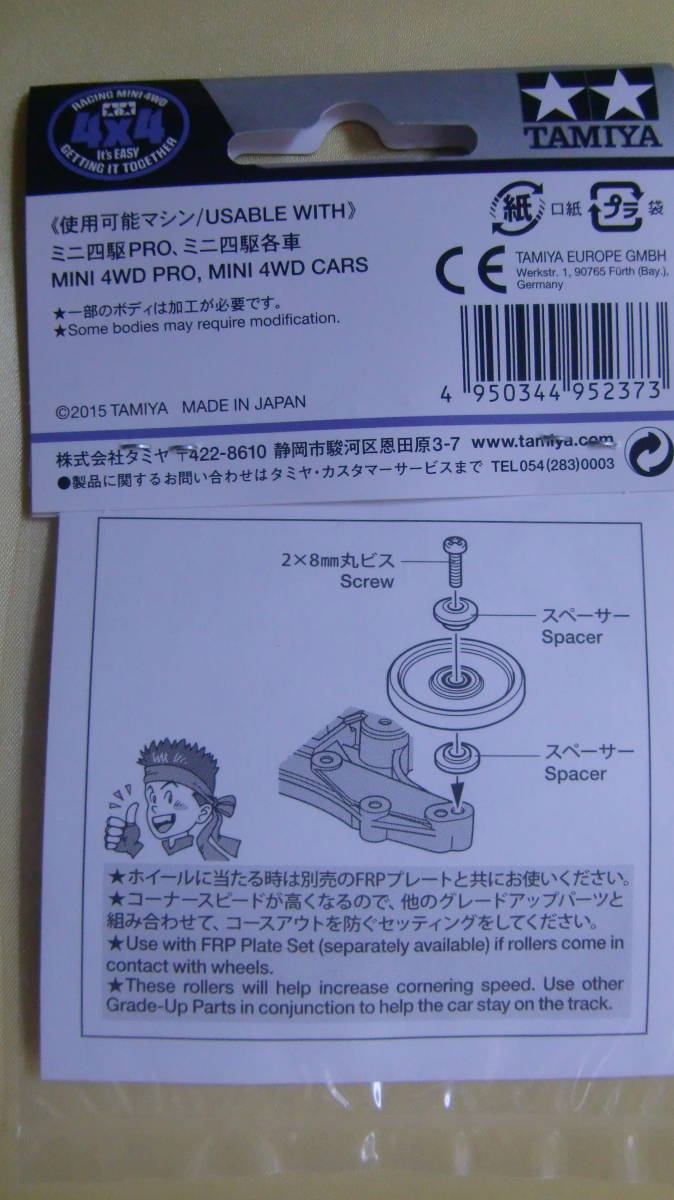 RACING MINI 4WD
4x4
It's EASY
GETTING IT TOGETHER
TAMIYA
《使用可能マシン/USABLE WITH》
ミニ四駆PRO、ミニ四駆各車
MINI 4WD PRO, MINI 4WD CARS
★一部のボディは加工が必要です。
★Some bodies may require modification.
©2015 TAMIYA MADE IN JAPAN
紙 口紙 プラ 袋
CE
TAMIYA EUROPE GMBH
Werkstr. 1, 90765 Fürth (Bay.),
Germany
4 950344 952373
株式会社タミヤ 〒422-8610 静岡市駿河区恩田原3-7 www.tamiya.com
●製品に関するお問い合わせはタミヤ・カスタマーサービスまで TEL 054(283)0003
2×8㎜丸ビス
Screw
スペーサー
Spacer
スペーサー
Spacer
★ホイールに当たる時は別売のFRPプレートと共にお使いください。
★コーナースピードが高くなるので、他のグレードアップパーツと
組み合わせて、コースアウトを防ぐセッティングをしてください。
★Use with FRP Plate Set (separately available) if rollers come in
contact with wheels.
★These rollers will help increase cornering speed. Use other
Grade-Up Parts in conjunction to help the car stay on the track.